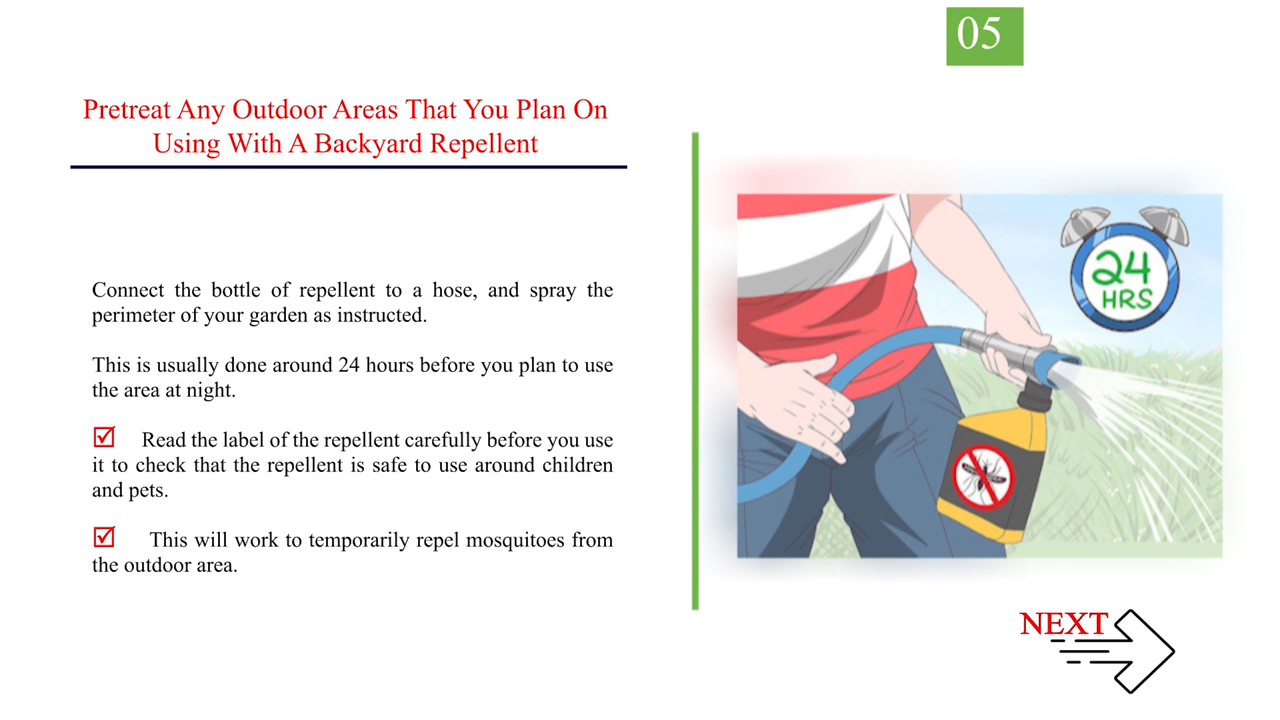 05
Pretreat Any Outdoor Areas That You Plan On
Using With A Backyard Repellent
Connect the bottle of repellent to a hose, and spray the
perimeter of your garden as instructed.
This is usually done around 24 hours before you plan to use
the area at night.
☑ Read the label of the repellent carefully before you use
it to check that the repellent is safe to use around children
and pets.
☑ This will work to temporarily repel mosquitoes from
the outdoor area.
24
HRS
NEXT